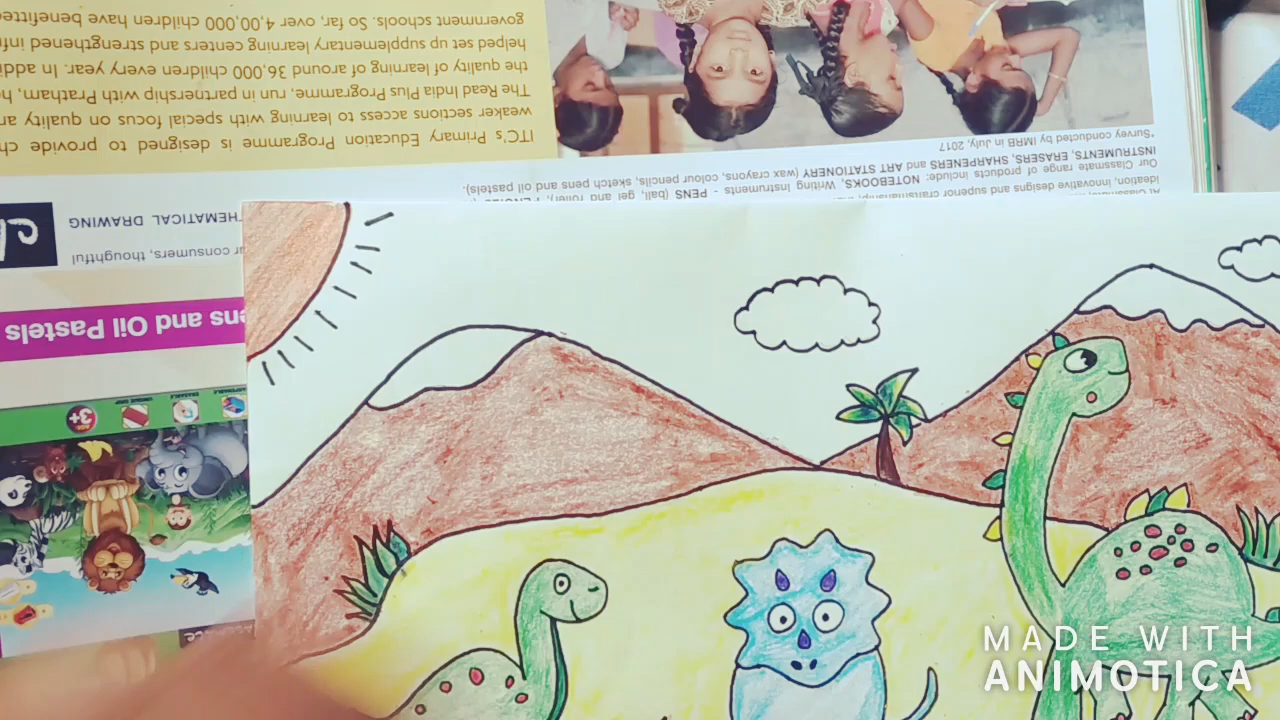 ens and Oil Pastels
3+
consumers, thoughtful
THEMATICAL DRAWING
ideation, innovative designs and superior craftsmanship,
Our Classmate range of products include: NOTEBOOKS, Writing Instruments - PENS (ball, gel and roller),
INSTRUMENTS, ERASERS, SHARPENERS and ART STATIONERY (wax crayons, colour pencils, sketch pens and oil pastels).
*Survey conducted by IMRB in July, 2017
ITC's Primary Education Programme is designed to provide ch
weaker sections access to learning with special focus on quality an
The Read India Plus Programme, run in partnership with Pratham, he
the quality of learning of around 36,000 children every year. In addi
helped set up supplementary learning centers and strengthened infr
government schools. So far, over 4,00,000 children have benefitted
MADE WITH
ANIMOTICA